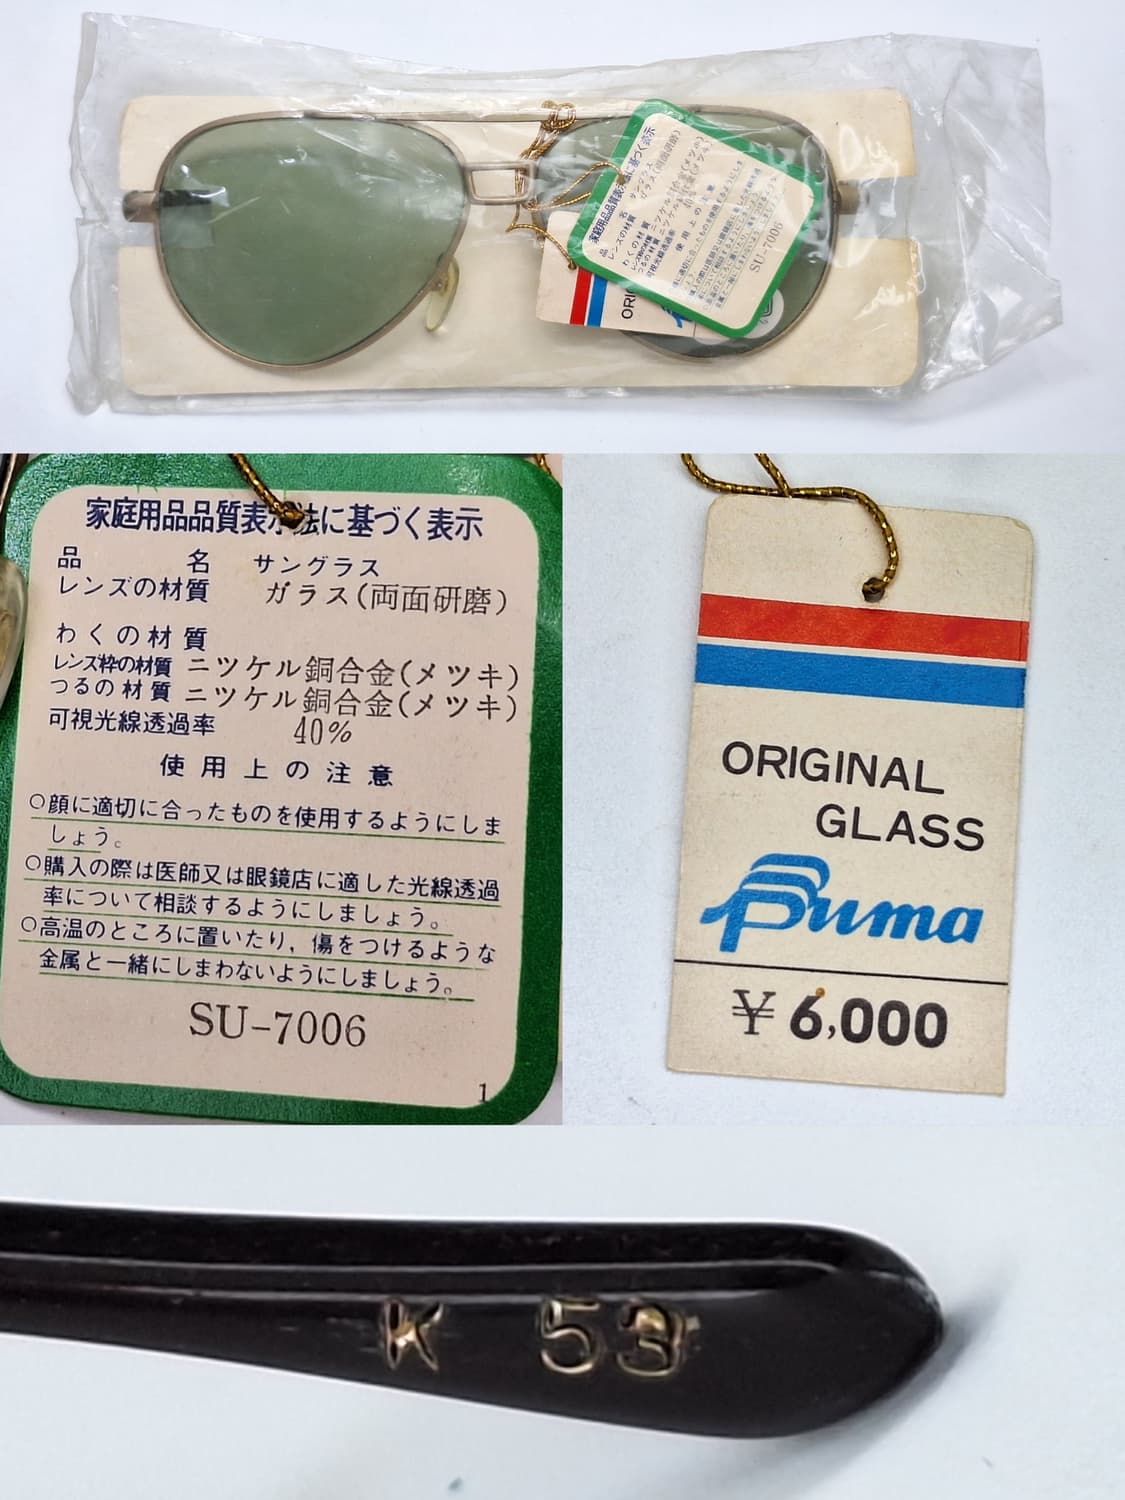 家庭用品品質表示法に基づく表示
品 名 サングラス
レンズの材質 ガラス(両面研磨)
わくの材質
レンズ枠の材質 ニツケル銅合金(メツキ)
つるの材質 ニツケル銅合金(メツキ)
可視光線透過率 40%
使用上の注意
○顔に適切に合ったものを使用するようにしま
しょう。
○購入の際は医師又は眼鏡店に適した光線透過
率について相談するようにしましょう。
○高温のところに置いたり，傷をつけるような
金属と一緒にしまわないようにしましょう。
SU-7006
1
ORIGINAL
GLASS
Puma
¥6,000
K 53